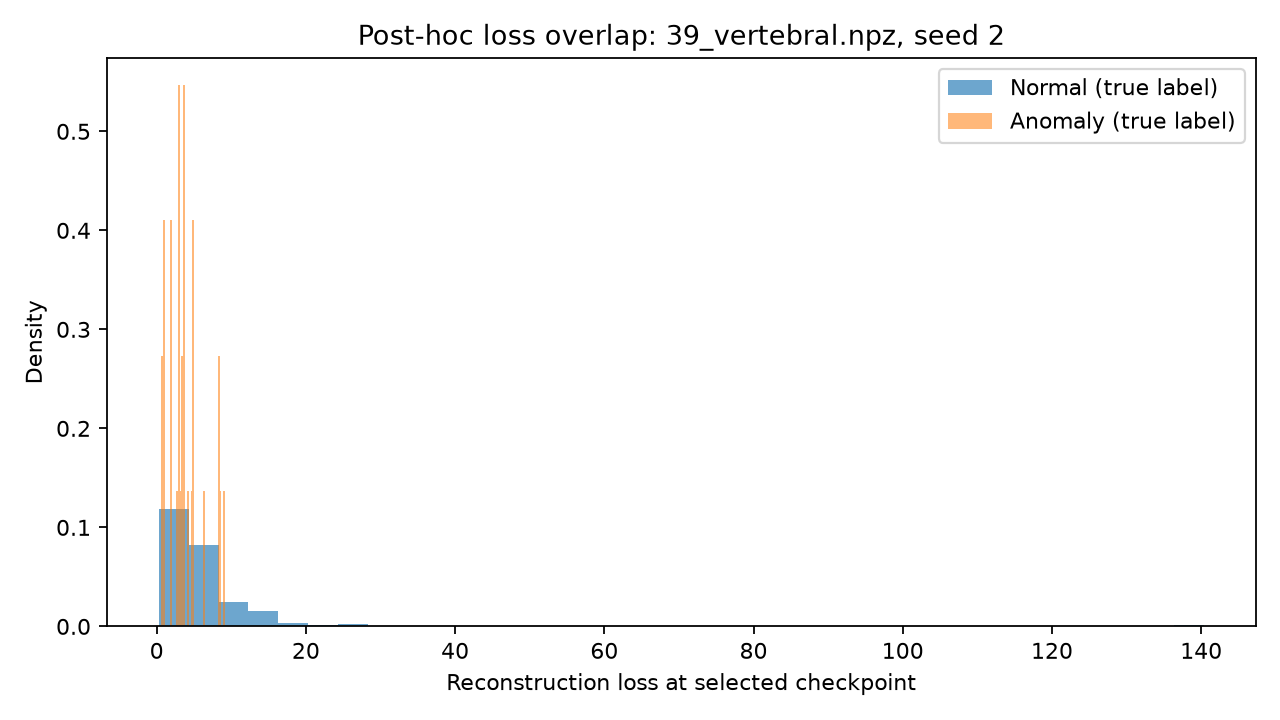 Post-hoc loss overlap: 39_vertebral.npz, seed 2
Normal (true label)
Anomaly (true label)
Density
0.5
0.4
0.3
0.2
0.1
0.0
0 20 40 60 80 100 120 140
Reconstruction loss at selected checkpoint